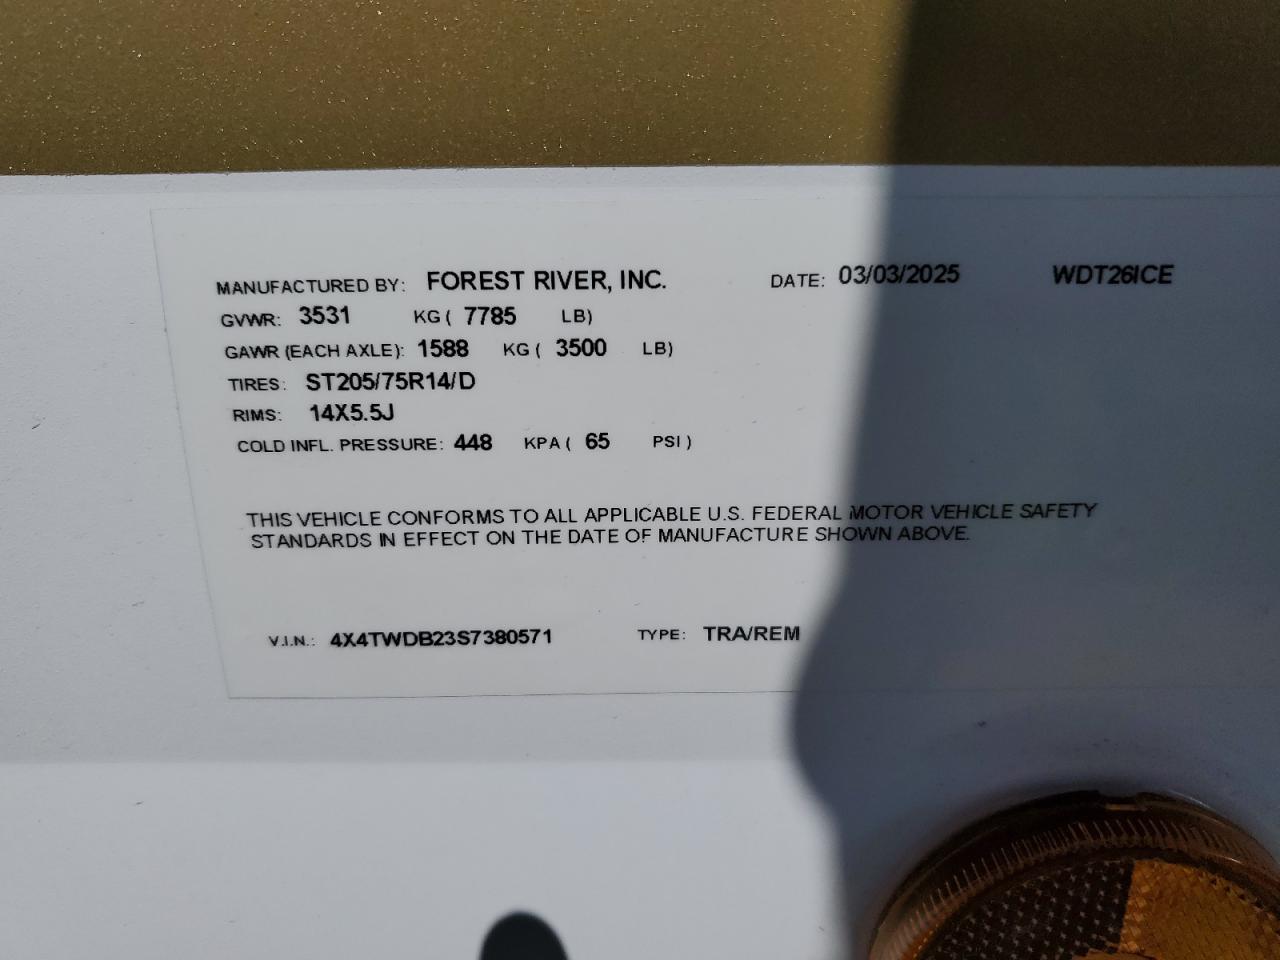 MANUFACTURED BY: FOREST RIVER, INC. DATE: 03/03/2025 WDT26ICE
GVWR: 3531 KG ( 7785 LB)
GAWR (EACH AXLE): 1588 KG ( 3500 LB)
TIRES: ST205/75R14/D
RIMS: 14X5.5J
COLD INFL. PRESSURE: 448 KPA ( 65 PSI )
THIS VEHICLE CONFORMS TO ALL APPLICABLE U.S. FEDERAL MOTOR VEHICLE SAFETY
STANDARDS IN EFFECT ON THE DATE OF MANUFACTURE SHOWN ABOVE.
V.I.N.: 4X4TWDB23S7380571 TYPE: TRA/REM